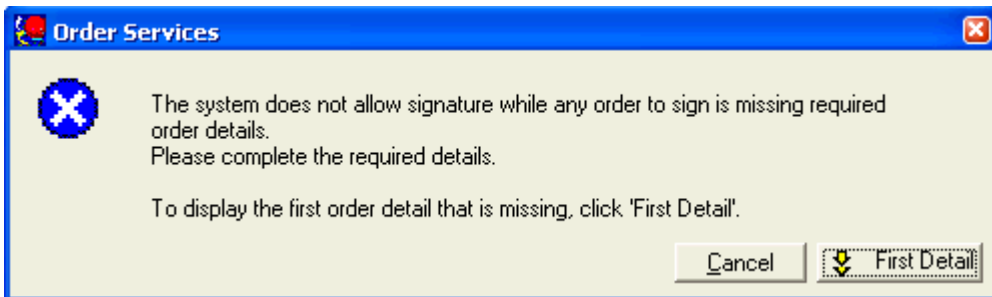 Order Services
The system does not allow signature while any order to sign is missing required
order details.
Please complete the required details.
To display the first order detail that is missing, click 'First Detail'.
Cancel
First Detail